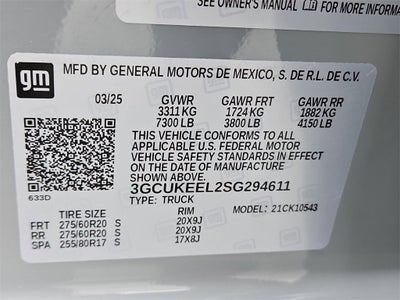 SEE OWNER'S MANUAL FOR MORE INFORMA
gm
MFD BY GENERAL MOTORS DE MEXICO, S. DE R.L. DE C.V.
03/25 GVWR GAWR FRT GAWR RR
3311 KG 1724 KG 1882 KG
7300 LB 3800 LB 4150 LB
THIS VEHICLE CONFORMS TO ALL
APPLICABLE U.S. FEDERAL MOTOR
VEHICLE SAFETY STANDARDS IN EFFECT
ON THE DATE OF MANUFACTURE SHOWN ABOVE.
3GCUKEEL2SG294611
633D
TYPE: TRUCK MODEL: 21CK10543
TIRE SIZE RIM
FRT 275/60R20 S 20X9J
RR 275/60R20 S 20X9J
SPA 255/80R17 S 17X8J